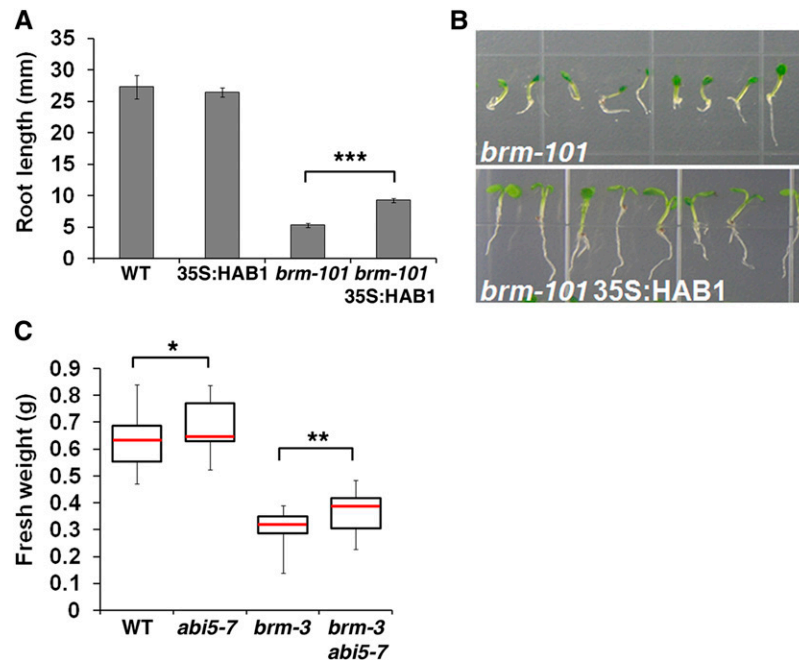 A
Root length (mm)
35
30
25
20
15
10
5
0
***
WT
35S:HAB1
brm-101
brm-101
35S:HAB1
B
brm-101
brm-101 35S:HAB1
C
Fresh weight (g)
0.9
0.8
0.7
0.6
0.5
0.4
0.3
0.2
0.1
0
*
**
WT
abi5-7
brm-3
brm-3
abi5-7